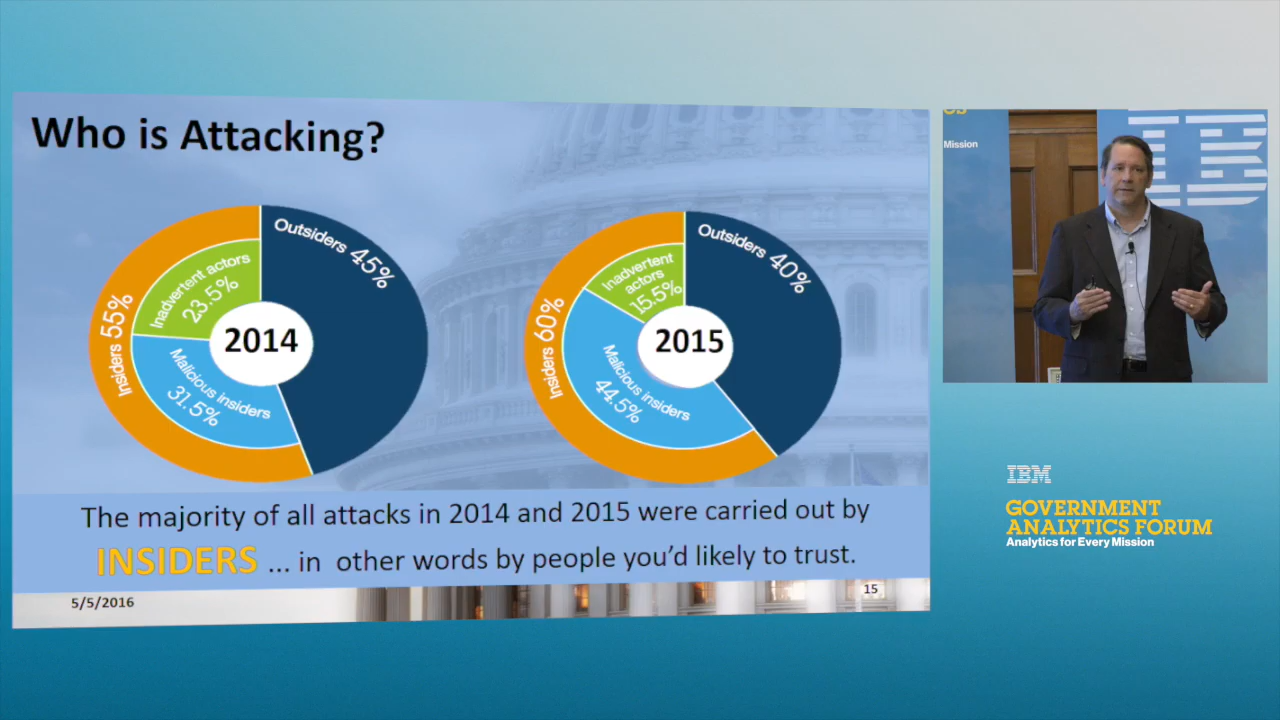 Who is Attacking?
Outsiders 45%
Inadvertent actors
23.5%
Insiders 55%
2014
Malicious insiders
31.5%
Outsiders 40%
Inadvertent
actors
15.5%
Insiders 60%
2015
Malicious insiders
44.5%
The majority of all attacks in 2014 and 2015 were carried out by
INSIDERS ... in other words by people you'd likely to trust.
5/5/2016
15
Mission
IB
IBM
GOVERNMENT
ANALYTICS FORUM
Analytics for Every Mission